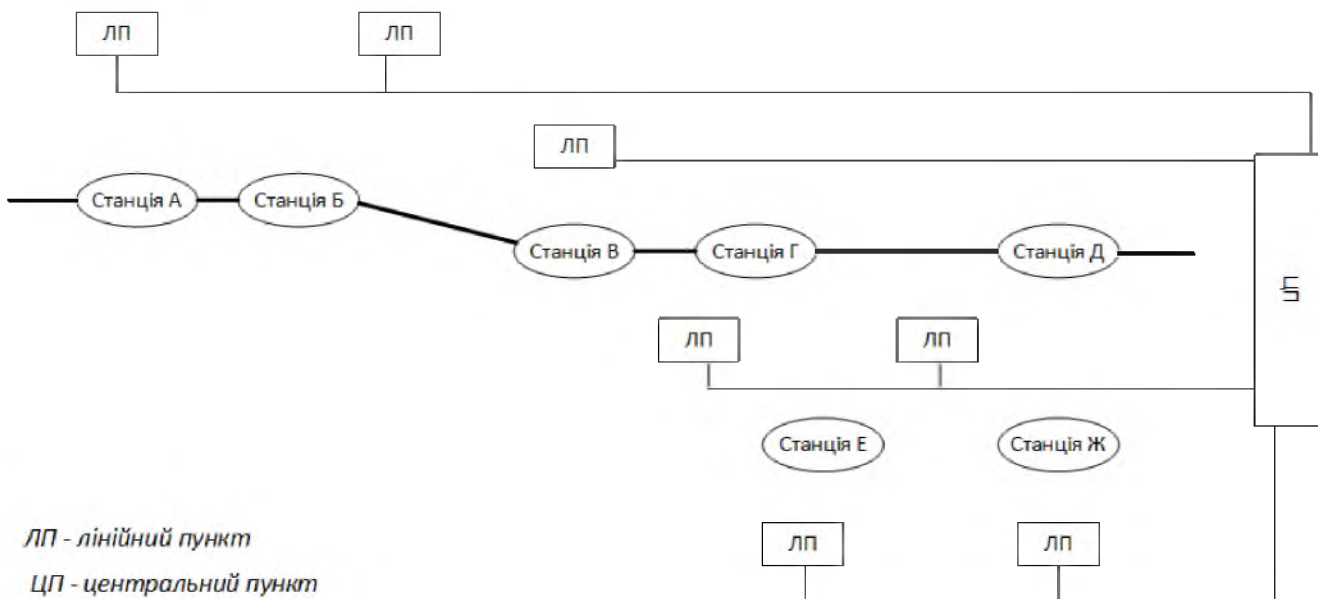 ЛП
ЛП
ЛП
Станція А
Станція Б
Станція В
Станція Г
Станція Д
ЦП
ЛП
ЛП
Станція Е
Станція Ж
ЛП - лінійний пункт
ЛП
ЛП
ЦП - центральний пункт